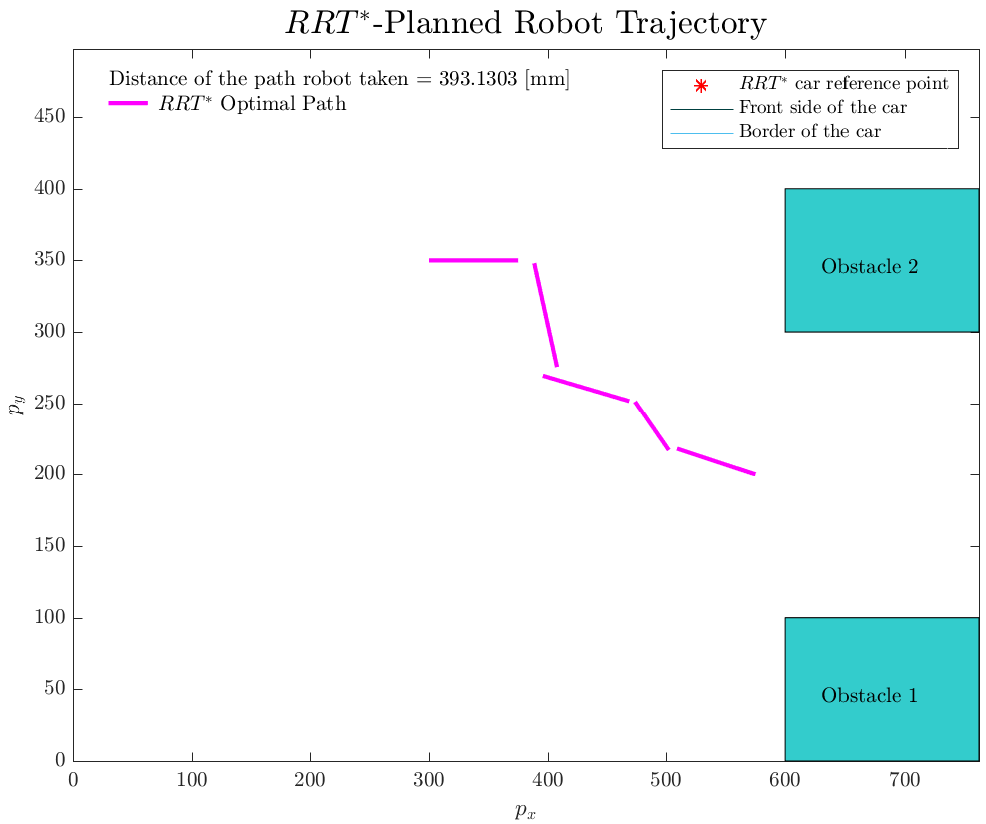 RRT*-Planned Robot Trajectory
Distance of the path robot taken = 393.1303 [mm]
RRT* Optimal Path
RRT* car reference point
Front side of the car
Border of the car
450
400
350
300
250
200
150
100
50
0
p_y
Obstacle 2
Obstacle 1
0 100 200 300 400 500 600 700
p_x